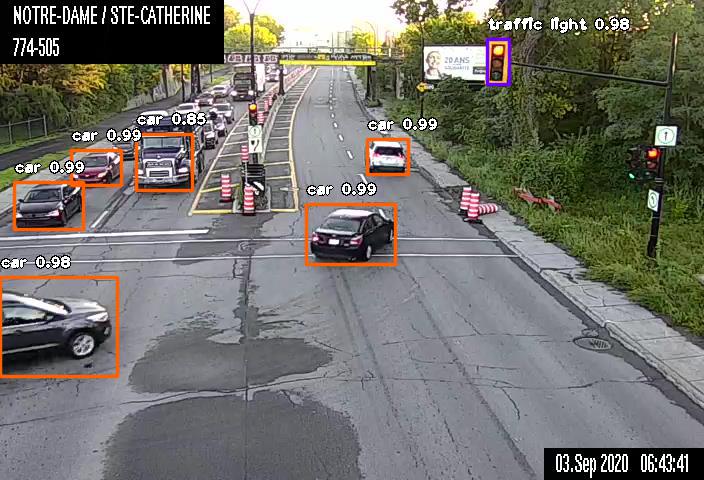 NOTRE-DAME / STE-CATHERINE
774-505
traffic light 0.98
20 ANS
car 0.85
car 0.99
car 0.99
car 0.99
car 0.99
car 0.98
03.Sep 2020 06:43:41